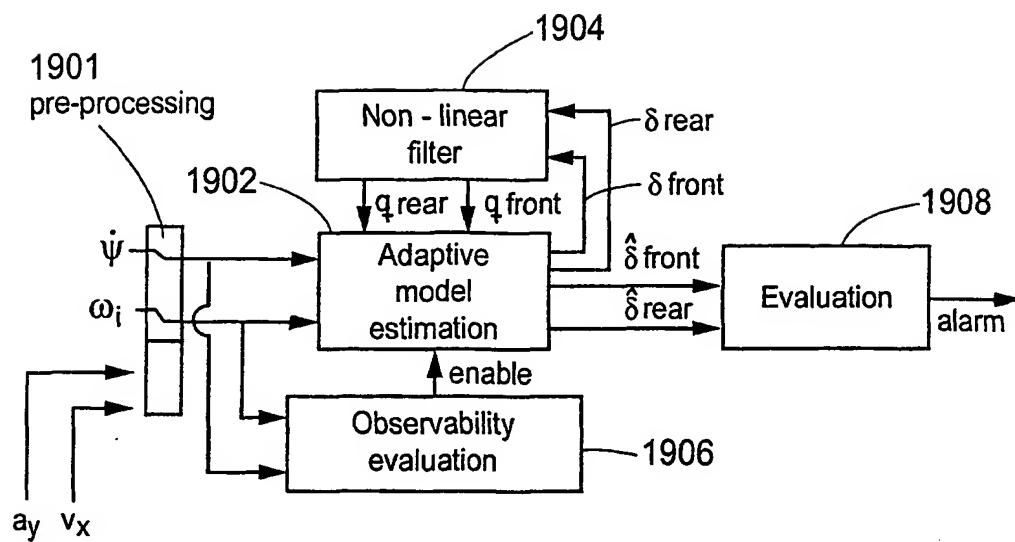 1904
1901
pre-processing
Non - linear
filter
δ rear
δ front
1902
q rear
q front
1908
ψ̇
Adaptive
model
estimation
δ̂ front
δ̂ rear
Evaluation
alarm
ωi
enable
Observability
evaluation
1906
ay
vx